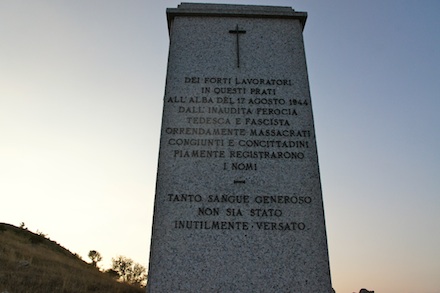 DEI FORTI LAVORATORI
IN QUESTI PRATI
ALL'ALBA DEL 17 AGOSTO 1944
DALL'INAUDITA FEROCIA
TEDESCA E FASCISTA
ORRENDAMENTE MASSACRATI
CONGIUNTI E CONCITTADINI
PIAMENTE REGISTRARONO
I NOMI
—
TANTO SANGUE GENEROSO
NON SIA STATO
INUTILMENTE VERSATO